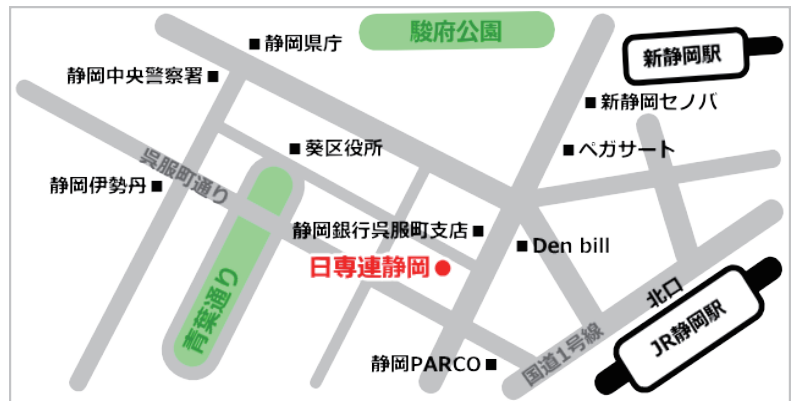 駿府公園
静岡県庁
新静岡駅
静岡中央警察署
新静岡セノバ
葵区役所
ペガサート
呉服町通り
静岡伊勢丹
静岡銀行呉服町支店
Den bill
日専連静岡
青葉通り
北口
JR静岡駅
国道1号線
静岡PARCO